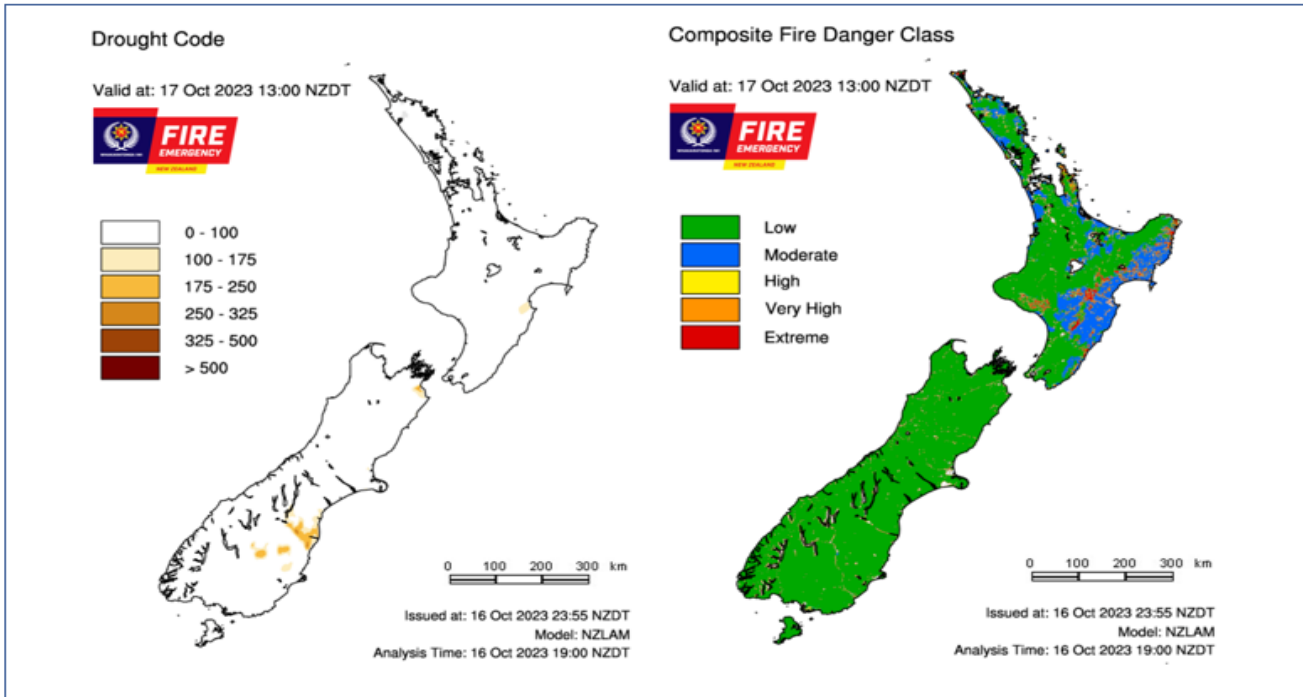 Drought Code
Valid at: 17 Oct 2023 13:00 NZDT
FIRE
EMERGENCY
NEW ZEALAND
0 - 100
100 - 175
175 - 250
250 - 325
325 - 500
> 500
0 100 200 300 km
Issued at: 16 Oct 2023 23:55 NZDT
Model: NZLAM
Analysis Time: 16 Oct 2023 19:00 NZDT
Composite Fire Danger Class
Valid at: 17 Oct 2023 13:00 NZDT
FIRE
EMERGENCY
NEW ZEALAND
Low
Moderate
High
Very High
Extreme
0 100 200 300 km
Issued at: 16 Oct 2023 23:55 NZDT
Model: NZLAM
Analysis Time: 16 Oct 2023 19:00 NZDT